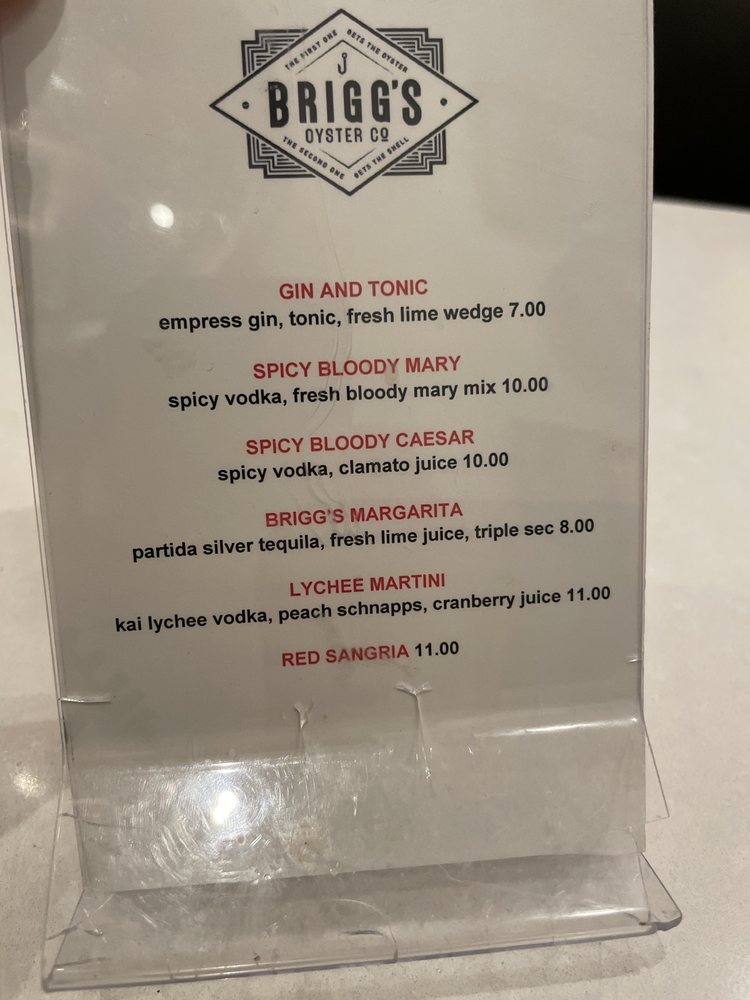 THE FIRST ONE GETS THE OYSTER
BRIGG'S
OYSTER CO
THE SECOND ONE GETS THE SHELL
GIN AND TONIC
empress gin, tonic, fresh lime wedge 7.00
SPICY BLOODY MARY
spicy vodka, fresh bloody mary mix 10.00
SPICY BLOODY CAESAR
spicy vodka, clamato juice 10.00
BRIGG'S MARGARITA
partida silver tequila, fresh lime juice, triple sec 8.00
LYCHEE MARTINI
kai lychee vodka, peach schnapps, cranberry juice 11.00
RED SANGRIA 11.00